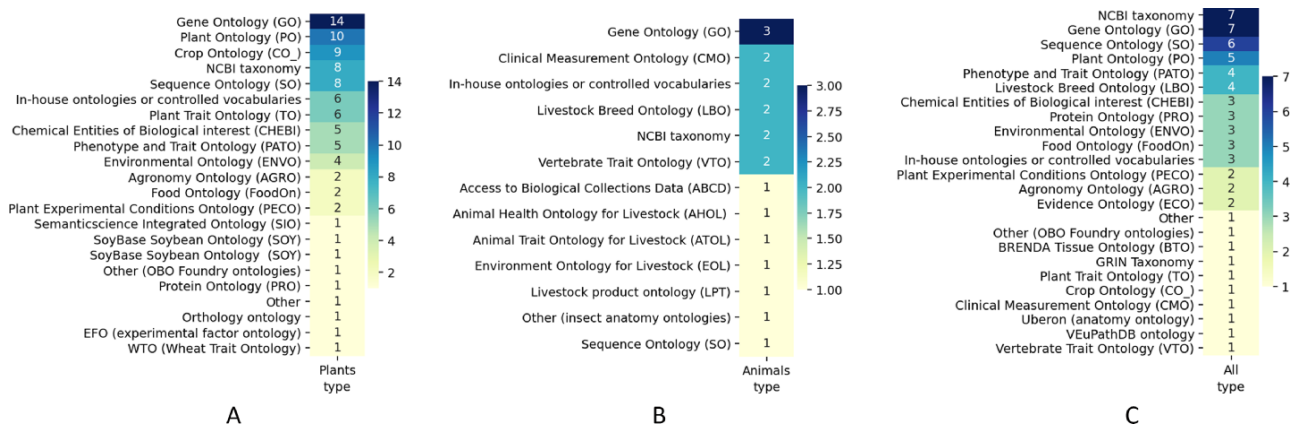 Gene Ontology (GO) 14
Plant Ontology (PO) 10
Crop Ontology (CO_) 9
NCBI taxonomy 8
Sequence Ontology (SO) 8
In-house ontologies or controlled vocabularies 6
Plant Trait Ontology (TO) 6
Chemical Entities of Biological interest (CHEBI) 5
Phenotype and Trait Ontology (PATO) 5
Environmental Ontology (ENVO) 4
Agronomy Ontology (AGRO) 2
Food Ontology (FoodOn) 2
Plant Experimental Conditions Ontology (PECO) 2
Semanticscience Integrated Ontology (SIO) 1
SoyBase Soybean Ontology (SOY) 1
SoyBase Soybean Ontology (SOY) 1
Other (OBO Foundry ontologies) 1
Protein Ontology (PRO) 1
Other 1
Orthology ontology 1
EFO (experimental factor ontology) 1
WTO (Wheat Trait Ontology) 1
Plants
type
14
12
10
8
6
4
2
A
Gene Ontology (GO) 3
Clinical Measurement Ontology (CMO) 2
In-house ontologies or controlled vocabularies 2
Livestock Breed Ontology (LBO) 2
NCBI taxonomy 2
Vertebrate Trait Ontology (VTO) 2
Access to Biological Collections Data (ABCD) 1
Animal Health Ontology for Livestock (AHOL) 1
Animal Trait Ontology for Livestock (ATOL) 1
Environment Ontology for Livestock (EOL) 1
Livestock product ontology (LPT) 1
Other (insect anatomy ontologies) 1
Sequence Ontology (SO) 1
Animals
type
3.00
2.75
2.50
2.25
2.00
1.75
1.50
1.25
1.00
B
NCBI taxonomy 7
Gene Ontology (GO) 7
Sequence Ontology (SO) 6
Plant Ontology (PO) 5
Phenotype and Trait Ontology (PATO) 4
Livestock Breed Ontology (LBO) 4
Chemical Entities of Biological interest (CHEBI) 3
Protein Ontology (PRO) 3
Environmental Ontology (ENVO) 3
Food Ontology (FoodOn) 3
In-house ontologies or controlled vocabularies 3
Plant Experimental Conditions Ontology (PECO) 2
Agronomy Ontology (AGRO) 2
Evidence Ontology (ECO) 2
Other 1
Other (OBO Foundry ontologies) 1
BRENDA Tissue Ontology (BTO) 1
GRIN Taxonomy 1
Plant Trait Ontology (TO) 1
Crop Ontology (CO_) 1
Clinical Measurement Ontology (CMO) 1
Uberon (anatomy ontology) 1
VEuPathDB ontology 1
Vertebrate Trait Ontology (VTO) 1
All
type
7
6
5
4
3
2
1
C